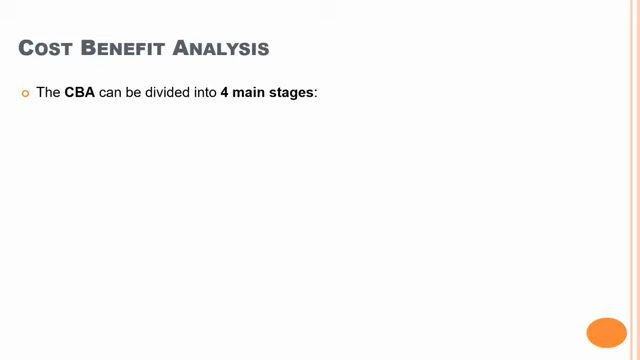 COST BENEFIT ANALYSIS
The CBA can be divided into 4 main stages: